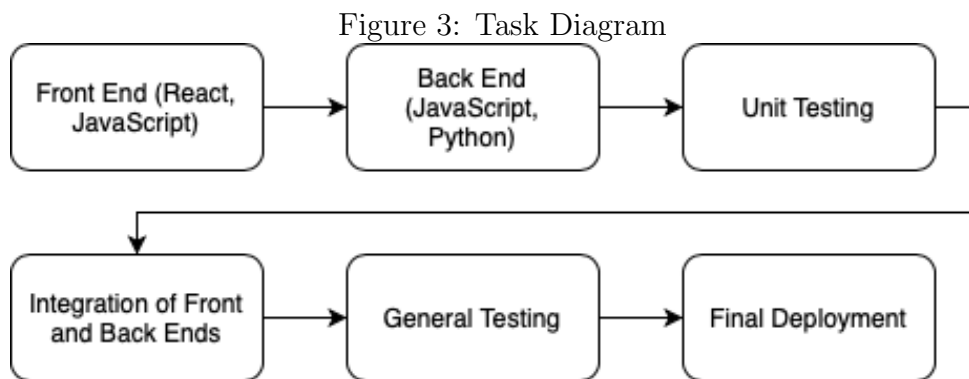 Figure 3: Task Diagram
Front End (React,
JavaScript)
Back End
(JavaScript,
Python)
Unit Testing
Integration of Front
and Back Ends
General Testing
Final Deployment